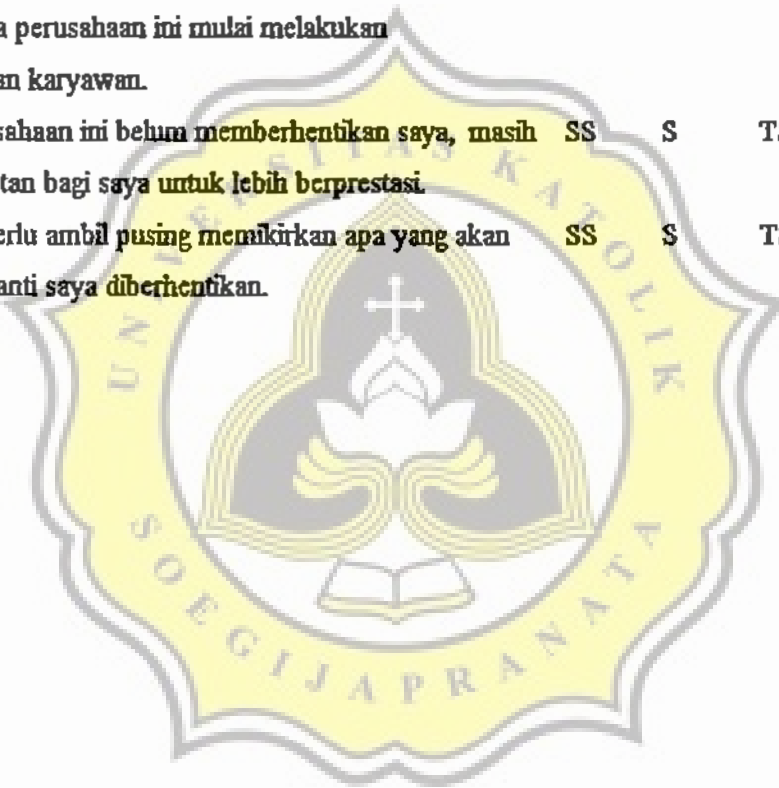 a perusahaan ini mulai melakukan
an karyawan.
sahaan ini belum memberhentikan saya, masih SS S T
tan bagi saya untuk lebih berprestasi.
erlu ambil pusing memikirkan apa yang akan SS S T
anti saya diberhentikan.
UNIVERSITAS KATOLIK
SOEGIJAPRANATA